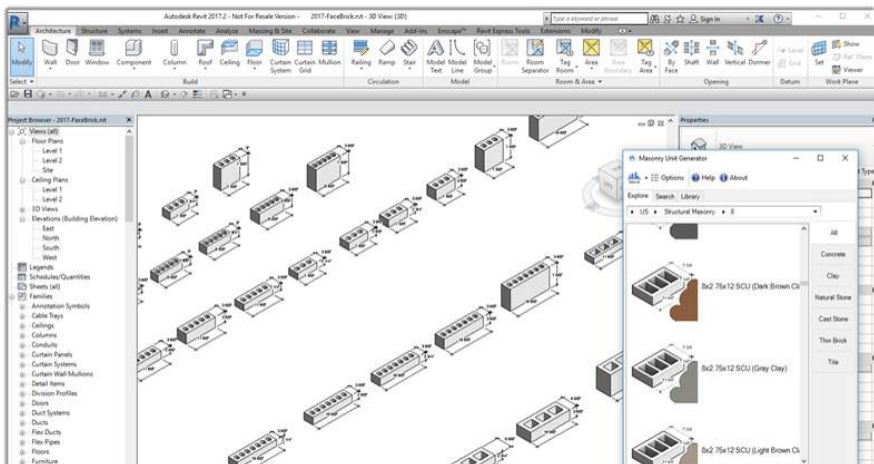 Autodesk Revit 2017.2 - Not For Resale Version - 2017-FaceBrick.rvt - 3D View: {3D}
Type a keyword or phrase
Sign In
Architecture Structure Systems Insert Annotate Analyze Massing & Site Collaborate View Manage Add-Ins Enscape™ Revit Express Tools Extensions Modify
Modify Wall Door Window Component Column Roof Ceiling Floor Curtain System Curtain Grid Mullion Railing Ramp Stair Model Text Model Line Model Group Room Room Separator Tag Room Area Area Boundary Tag Area By Face Shaft Wall Vertical Dormer Level Grid Set Show Ref Plane Viewer
Select Build Circulation Model Room & Area Opening Datum Work Plane
Project Browser - 2017-FaceBrick.rvt
Views (all)
Floor Plans
Level 1
Level 2
Site
Ceiling Plans
Level 1
Level 2
3D Views
Elevations (Building Elevation)
East
North
South
West
Legends
Schedules/Quantities
Sheets (all)
Families
Annotation Symbols
Cable Trays
Ceilings
Columns
Conduits
Curtain Panels
Curtain Systems
Curtain Wall Mullions
Detail Items
Division Profiles
Doors
Duct Systems
Ducts
Flex Ducts
Flex Pipes
Floors
Furniture
Properties
3D View
Type
Masonry Unit Generator
Options Help About
Explore Search Library
US Structural Masonry 8
All
Concrete
Clay
Natural Stone
Cast Stone
Thin Brick
Tile
8x2.75x12 SCU (Dark Brown Cl
8x2.75x12 SCU (Gray Clay)
8x2.75x12 SCU (Light Brown Cl